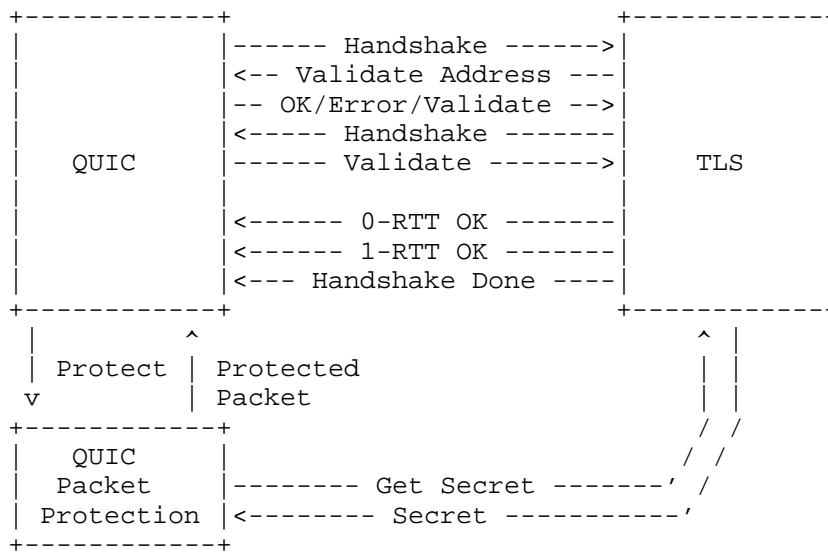 +------------+                        +------------
|            |------ Handshake ------>|
|            |<-- Validate Address ---|
|            |-- OK/Error/Validate -->|
|            |<----- Handshake -------|
|   QUIC     |------ Validate ------->|    TLS
|            |                        |
|            |<------ 0-RTT OK -------|
|            |<------ 1-RTT OK -------|
|            |<--- Handshake Done ----|
+------------+                        +------------
 |         ^                               ^ |
 | Protect | Protected                     | |
 v         | Packet                        | |
+------------+                             / /
|   QUIC     |                            / /
|  Packet    |-------- Get Secret -------' /
| Protection |<-------- Secret -----------'
+------------+